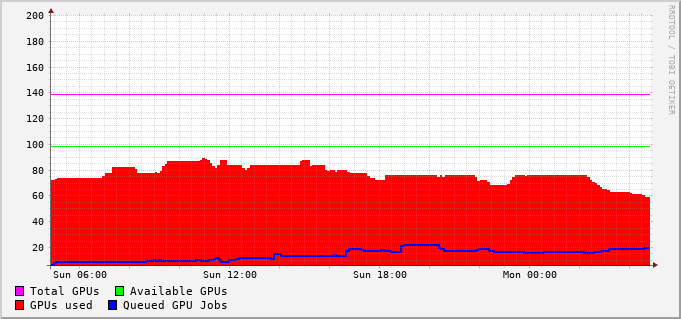 200
180
160
140
120
100
80
60
40
20
Sun 06:00 Sun 12:00 Sun 18:00 Mon 00:00
Total GPUs Available GPUs
GPUs used Queued GPU Jobs
RRDTOOL / TOBI OETIKER